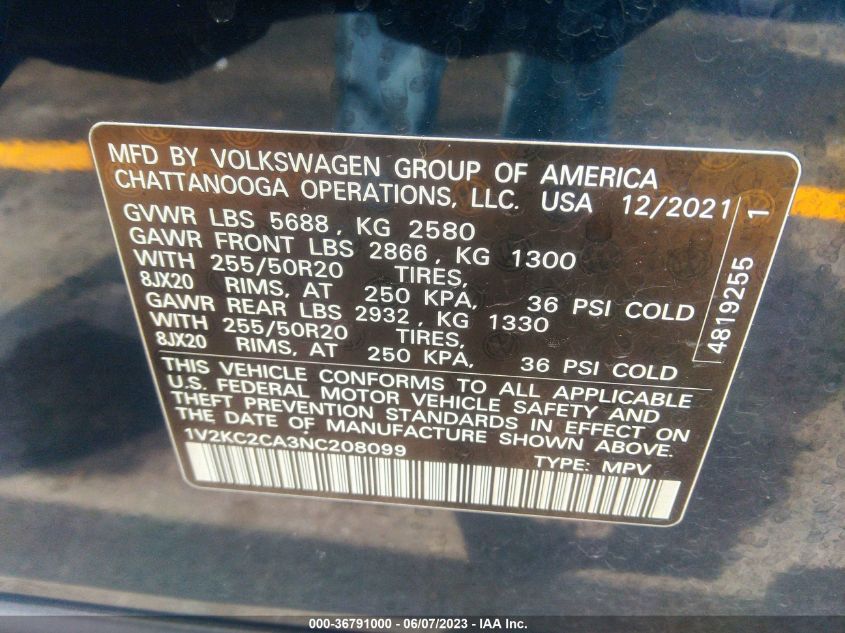 MFD BY VOLKSWAGEN GROUP OF AMERICA
CHATTANOOGA OPERATIONS, LLC. USA 12/2021
GVWR LBS 5688, KG 2580
GAWR FRONT LBS 2866, KG 1300
WITH 255/50R20 TIRES,
8JX20 RIMS, AT 250 KPA, 36 PSI COLD
GAWR REAR LBS 2932, KG 1330
WITH 255/50R20 TIRES,
8JX20 RIMS, AT 250 KPA, 36 PSI COLD
4819255 1
THIS VEHICLE CONFORMS TO ALL APPLICABLE
U.S. FEDERAL MOTOR VEHICLE SAFETY AND
THEFT PREVENTION STANDARDS IN EFFECT ON
THE DATE OF MANUFACTURE SHOWN ABOVE.
1V2KC2CA3NC208099 TYPE: MPV
000-36791000 - 06/07/2023 - IAA Inc.